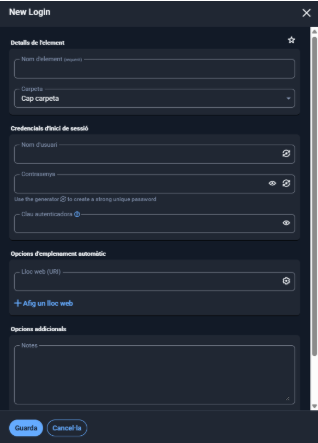 New Login
Detalls de l'element
Nom d'element (required)
Carpeta
Cap carpeta
Credencials d'inici de sessió
Nom d'usuari
Contrasenya
Use the generator to create a strong unique password
Clau autenticadora
Opcions d'emplenament automàtic
Lloc web (URI)
+ Afig un lloc web
Opcions addicionals
Notes
Guarda
Cancel·la